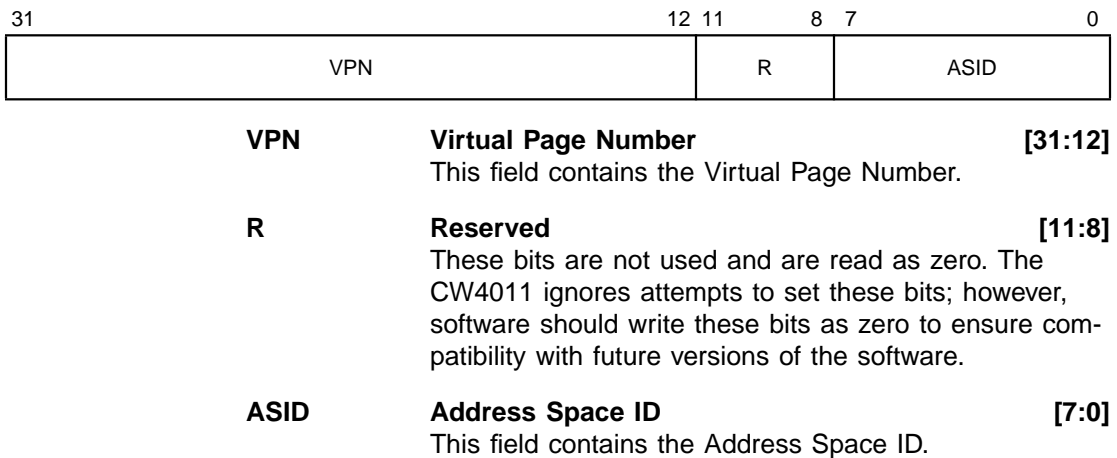 31 12 11 8 7 0
VPN R ASID
VPN Virtual Page Number [31:12]
This field contains the Virtual Page Number.
R Reserved [11:8]
These bits are not used and are read as zero. The
CW4011 ignores attempts to set these bits; however,
software should write these bits as zero to ensure com-
patibility with future versions of the software.
ASID Address Space ID [7:0]
This field contains the Address Space ID.